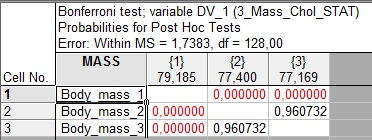 Bonferroni test; variable DV_1 (3_Mass_Chol_STAT)
Probabilities for Post Hoc Tests
Error: Within MS = 1,7383, df = 128,00
Cell No. MASS {1} {2} {3}
79,185 77,400 77,169
1 Body_mass_1 0,000000 0,000000
2 Body_mass_2 0,000000 0,960732
3 Body_mass_3 0,000000 0,960732